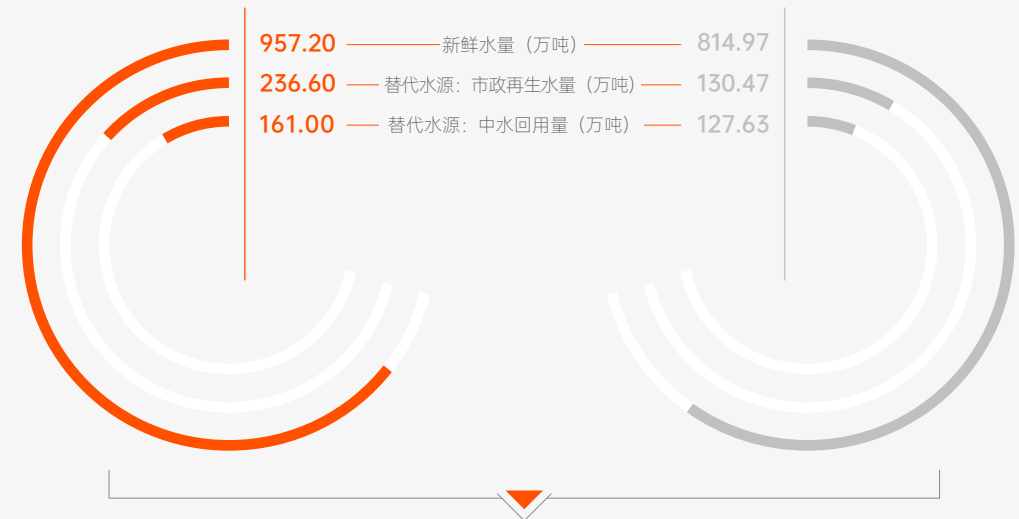 957.20 新鲜水量（万吨） 814.97
236.60 替代水源：市政再生水量（万吨） 130.47
161.00 替代水源：中水回用量（万吨） 127.63